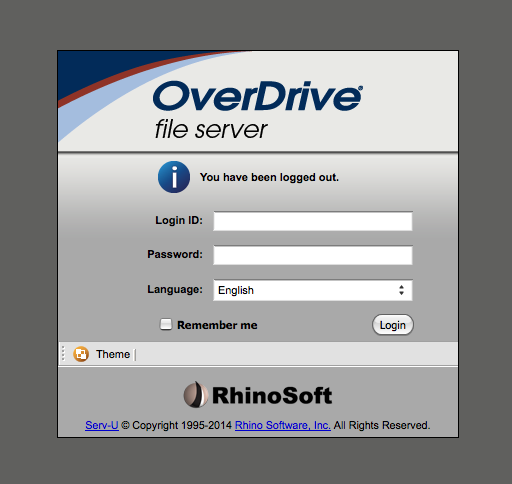 OverDrive®
file server
You have been logged out.
Login ID:
Password:
Language: English
Remember me Login
Theme
RhinoSoft
Serv-U © Copyright 1995-2014 Rhino Software, Inc. All Rights Reserved.